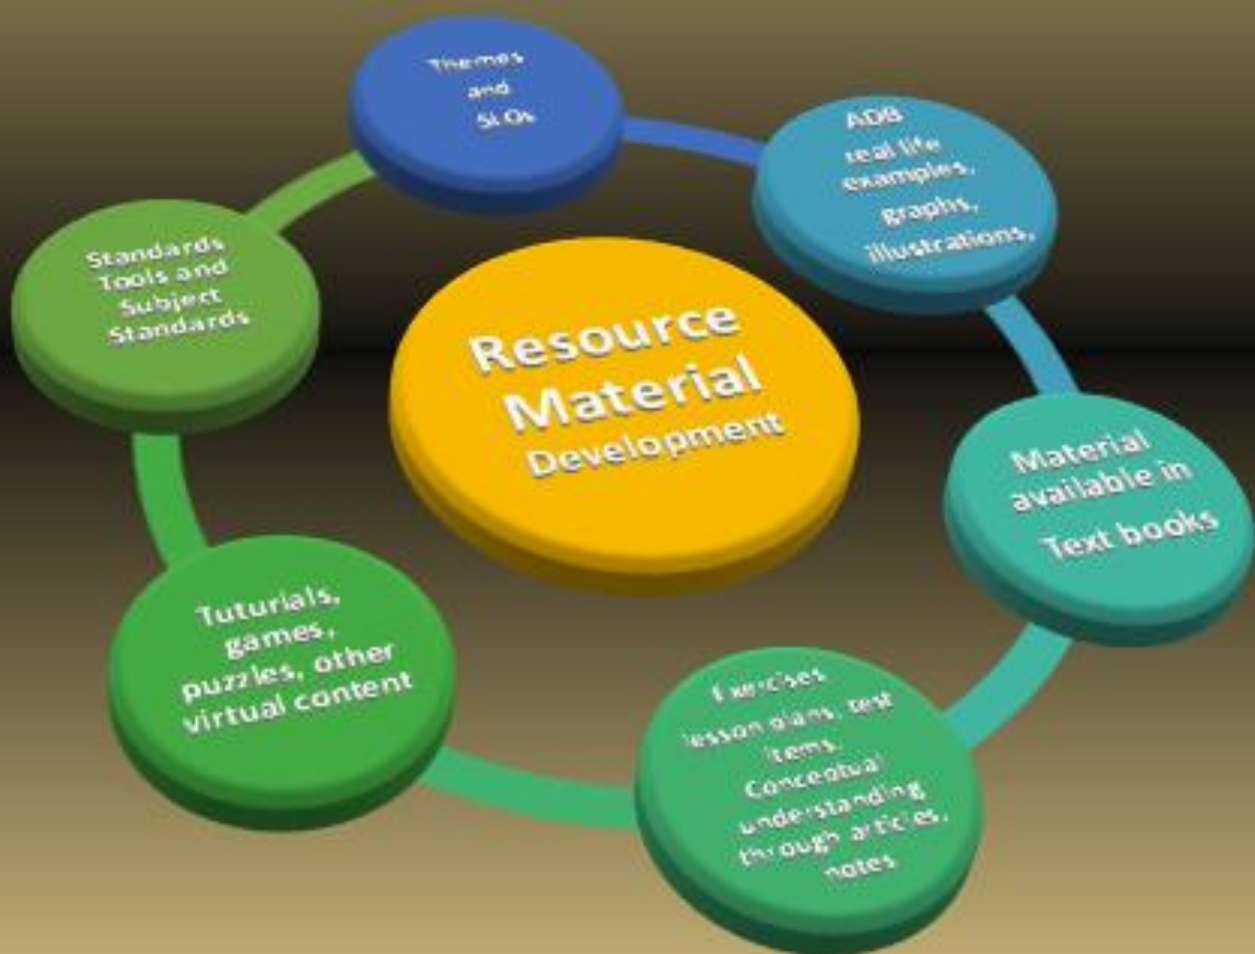 Themes
and
SLOs
ADB
real life
examples,
graphs,
illustrations,
Material
available in
Text books
Exercises
lesson plans, test
items.
Conceptual
understanding
through articles,
notes
Tuturials,
games,
puzzles, other
virtual content
Standards
Tools and
Subject
Standards
Resource
Material
Development